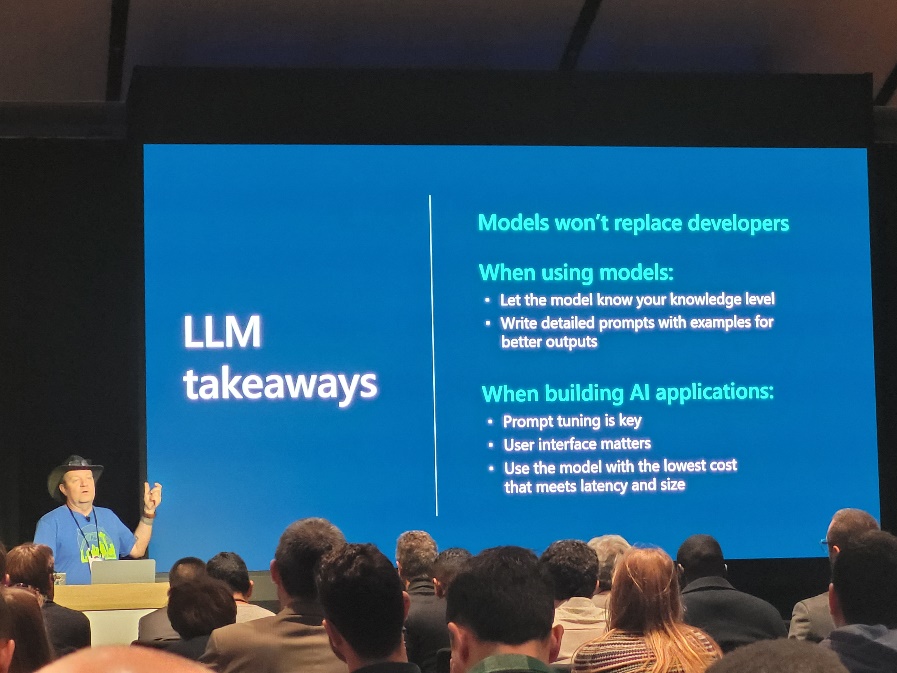 LLM
takeaways
Models won't replace developers
When using models:
• Let the model know your knowledge level
• Write detailed prompts with examples for
better outputs
When building AI applications:
• Prompt tuning is key
• User interface matters
• Use the model with the lowest cost
that meets latency and size